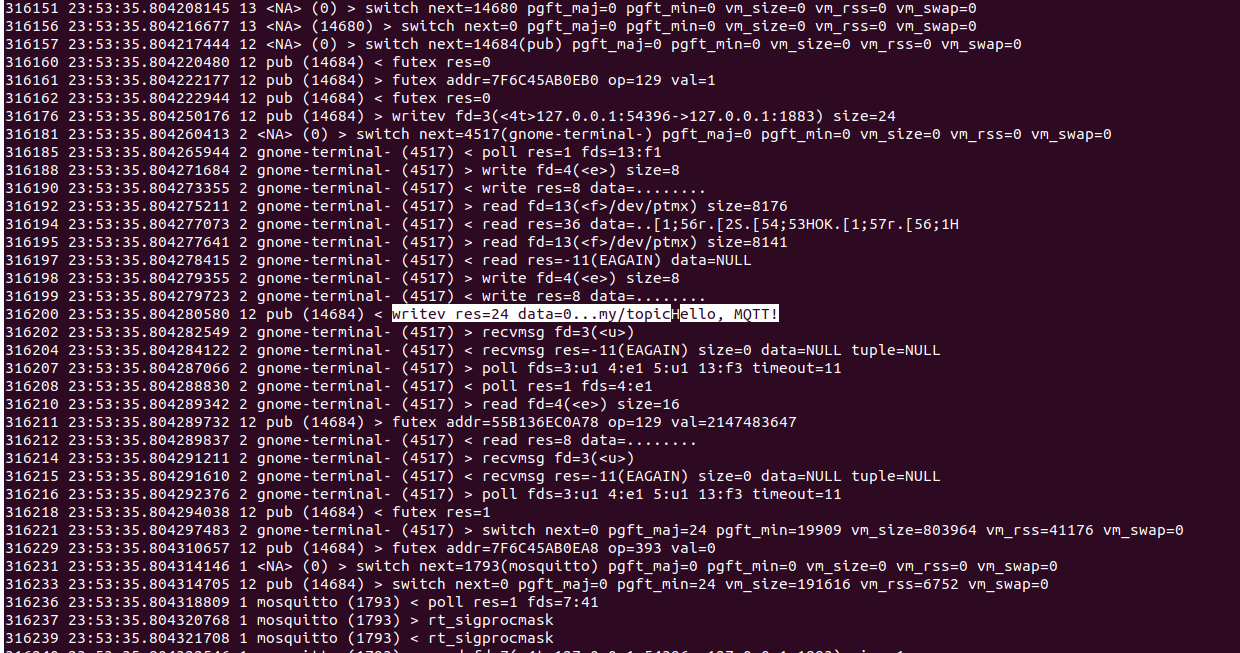 316151 23:53:35.804208145 13 <NA> (0) > switch next=14680 pgft_maj=0 pgft_min=0 vm_size=0 vm_rss=0 vm_swap=0
316156 23:53:35.804216677 13 <NA> (14680) > switch next=0 pgft_maj=0 pgft_min=0 vm_size=0 vm_rss=0 vm_swap=0
316157 23:53:35.804217444 12 <NA> (0) > switch next=14684(pub) pgft_maj=0 pgft_min=0 vm_size=0 vm_rss=0 vm_swap=0
316160 23:53:35.804220480 12 pub (14684) < futex res=0
316161 23:53:35.804222177 12 pub (14684) > futex addr=7F6C45AB0EB0 op=129 val=1
316162 23:53:35.804222944 12 pub (14684) < futex res=0
316176 23:53:35.804250176 12 pub (14684) > writev fd=3(<4t>127.0.0.1:54396->127.0.0.1:1883) size=24
316181 23:53:35.804260413 2 <NA> (0) > switch next=4517(gnome-terminal-) pgft_maj=0 pgft_min=0 vm_size=0 vm_rss=0 vm_swap=0
316185 23:53:35.804265944 2 gnome-terminal- (4517) < poll res=1 fds=13:f1
316188 23:53:35.804271684 2 gnome-terminal- (4517) > write fd=4(<e>) size=8
316190 23:53:35.804273355 2 gnome-terminal- (4517) < write res=8 data=........
316192 23:53:35.804275211 2 gnome-terminal- (4517) > read fd=13(<f>/dev/ptmx) size=8176
316194 23:53:35.804277073 2 gnome-terminal- (4517) < read res=36 data=..[1;56r.[2S.[54;53HOK.[1;57r.[56;1H
316195 23:53:35.804277641 2 gnome-terminal- (4517) > read fd=13(<f>/dev/ptmx) size=8141
316197 23:53:35.804278415 2 gnome-terminal- (4517) < read res=-11(EAGAIN) data=NULL
316198 23:53:35.804279355 2 gnome-terminal- (4517) > write fd=4(<e>) size=8
316199 23:53:35.804279723 2 gnome-terminal- (4517) < write res=8 data=........
316200 23:53:35.804280580 12 pub (14684) < writev res=24 data=0...my/topicHello, MQTT!
316202 23:53:35.804282549 2 gnome-terminal- (4517) > recvmsg fd=3(<u>)
316204 23:53:35.804284122 2 gnome-terminal- (4517) < recvmsg res=-11(EAGAIN) size=0 data=NULL tuple=NULL
316207 23:53:35.804287066 2 gnome-terminal- (4517) > poll fds=3:u1 4:e1 5:u1 13:f3 timeout=11
316208 23:53:35.804288830 2 gnome-terminal- (4517) < poll res=1 fds=4:e1
316210 23:53:35.804289342 2 gnome-terminal- (4517) > read fd=4(<e>) size=16
316211 23:53:35.804289732 12 pub (14684) > futex addr=55B136EC0A78 op=129 val=2147483647
316212 23:53:35.804289837 2 gnome-terminal- (4517) < read res=8 data=........
316214 23:53:35.804291211 2 gnome-terminal- (4517) > recvmsg fd=3(<u>)
316215 23:53:35.804291610 2 gnome-terminal- (4517) < recvmsg res=-11(EAGAIN) size=0 data=NULL tuple=NULL
316216 23:53:35.804292376 2 gnome-terminal- (4517) > poll fds=3:u1 4:e1 5:u1 13:f3 timeout=11
316218 23:53:35.804294038 12 pub (14684) < futex res=1
316221 23:53:35.804297483 2 gnome-terminal- (4517) > switch next=0 pgft_maj=24 pgft_min=19909 vm_size=803964 vm_rss=41176 vm_swap=0
316229 23:53:35.804310657 12 pub (14684) > futex addr=7F6C45AB0EA8 op=393 val=0
316231 23:53:35.804314146 1 <NA> (0) > switch next=1793(mosquitto) pgft_maj=0 pgft_min=0 vm_size=0 vm_rss=0 vm_swap=0
316233 23:53:35.804314705 12 pub (14684) > switch next=0 pgft_maj=0 pgft_min=24 vm_size=191616 vm_rss=6752 vm_swap=0
316236 23:53:35.804318809 1 mosquitto (1793) < poll res=1 fds=7:41
316237 23:53:35.804320768 1 mosquitto (1793) > rt_sigprocmask
316239 23:53:35.804321708 1 mosquitto (1793) < rt_sigprocmask